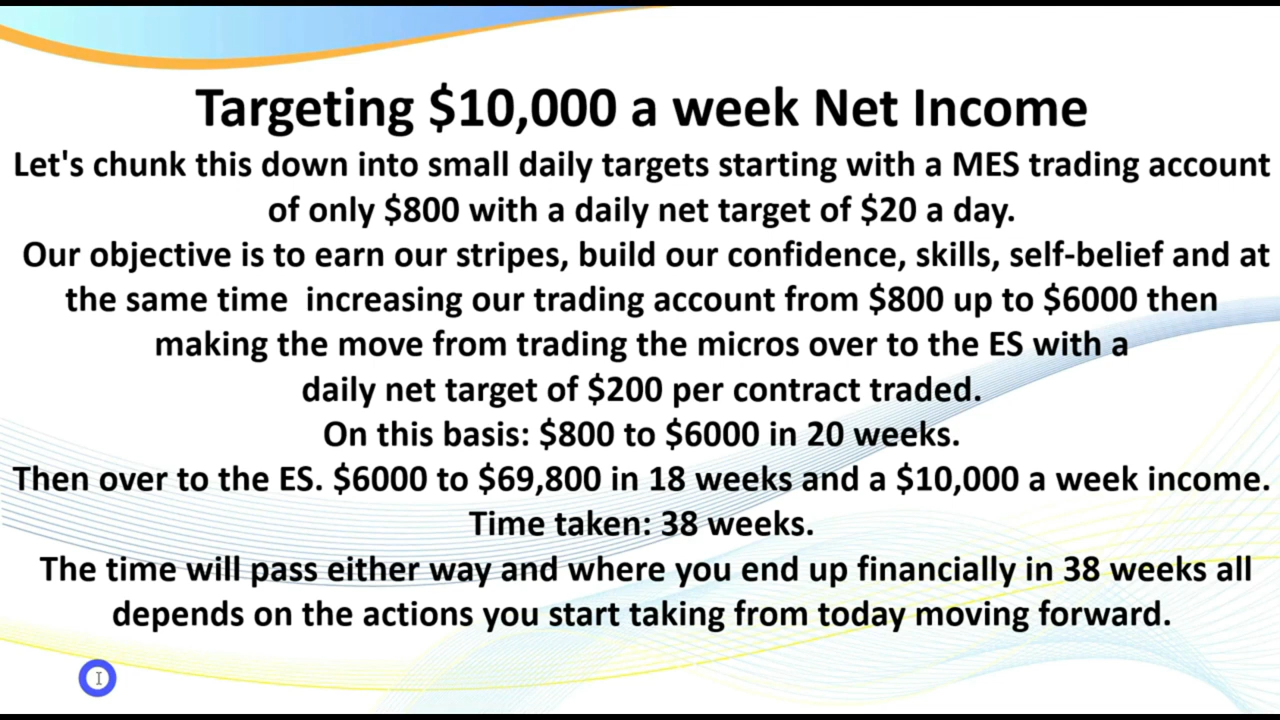 Targeting $10,000 a week Net Income
Let's chunk this down into small daily targets starting with a MES trading account
of only $800 with a daily net target of $20 a day.
Our objective is to earn our stripes, build our confidence, skills, self-belief and at
the same time  increasing our trading account from $800 up to $6000 then
making the move from trading the micros over to the ES with a
daily net target of $200 per contract traded.
On this basis: $800 to $6000 in 20 weeks.
Then over to the ES. $6000 to $69,800 in 18 weeks and a $10,000 a week income.
Time taken: 38 weeks.
The time will pass either way and where you end up financially in 38 weeks all
depends on the actions you start taking from today moving forward.